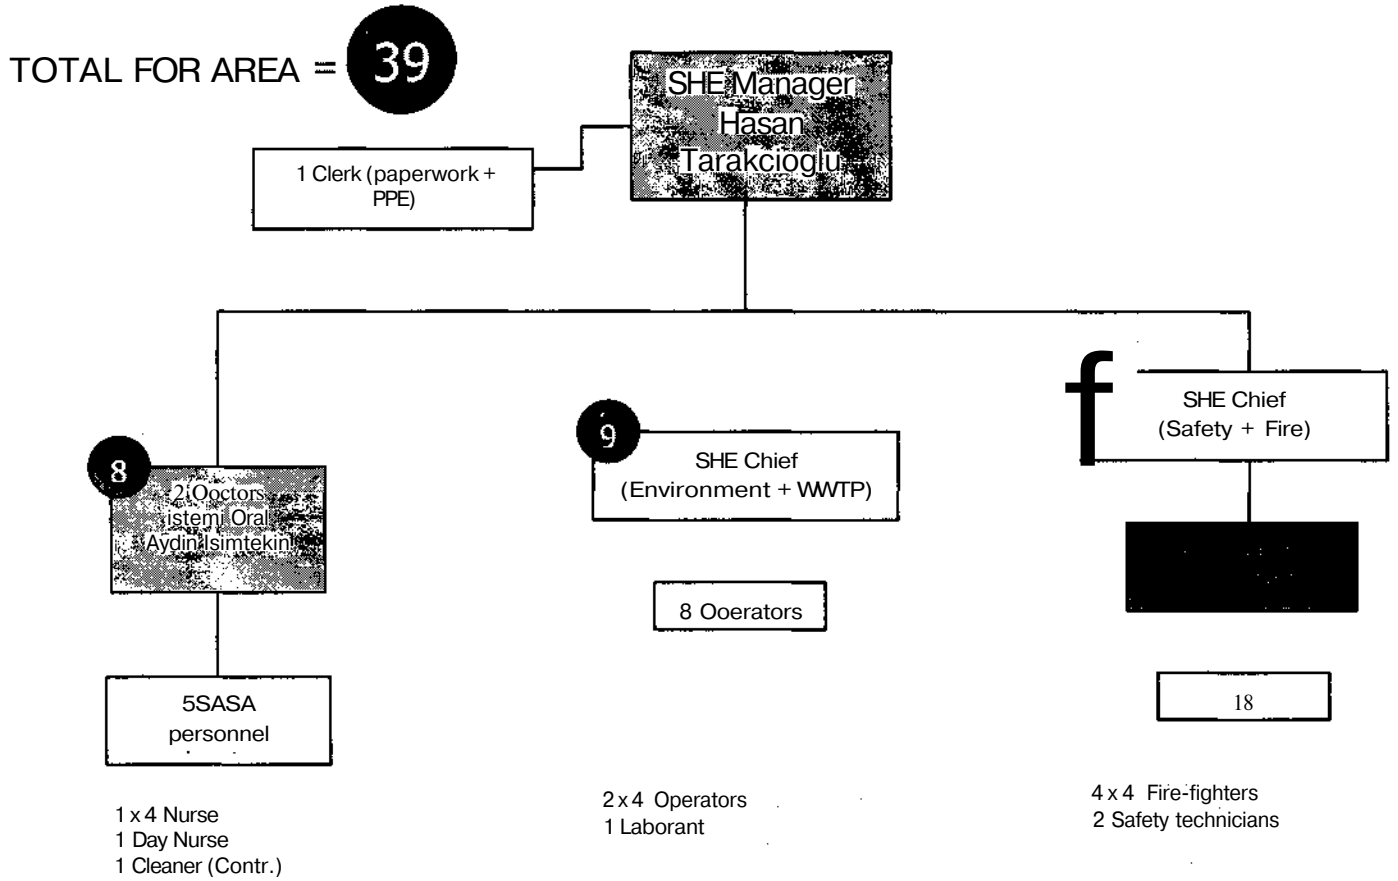 TOTAL FOR AREA = 39
SHE Manager
Hasan
Tarakcioglu
1 Clerk (paperwork +
PPE)
f
SHE Chief
(Safety + Fire)
9
SHE Chief
(Environment + WWTP)
8
2 Ooctors
istemi Oral
Aydin Isimtekin
8 Ooerators
5SASA
personnel
18
1 x 4 Nurse
1 Day Nurse
1 Cleaner (Contr.)
2 x 4 Operators
1 Laborant
4 x 4 Fire-fighters
2 Safety technicians